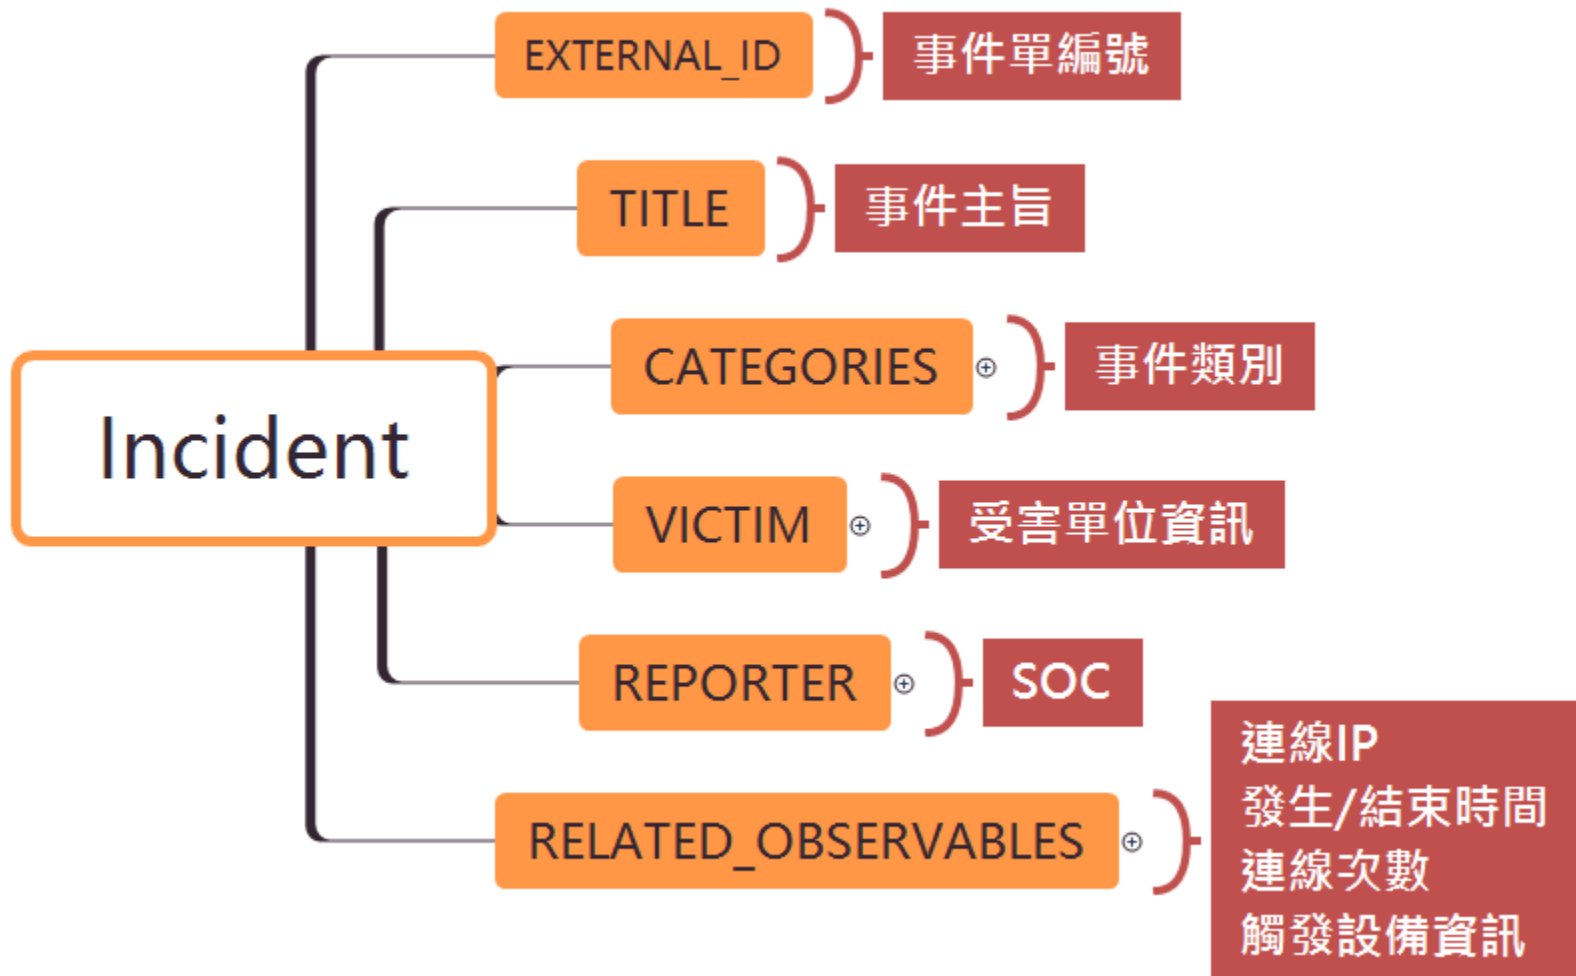 EXTERNAL_ID
事件單編號
TITLE
事件主旨
CATEGORIES
事件類別
Incident
VICTIM
受害單位資訊
REPORTER
SOC
RELATED_OBSERVABLES
連線IP
發生/結束時間
連線次數
觸發設備資訊